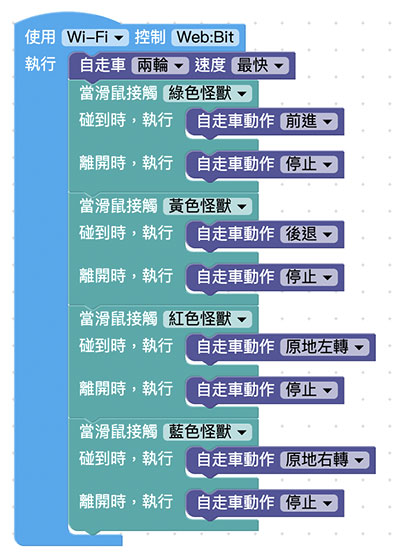 使用 Wi-Fi 控制 Web:Bit
執行 自走車 兩輪 速度 最快
當滑鼠接觸 綠色怪獸
碰到時，執行 自走車動作 前進
離開時，執行 自走車動作 停止
當滑鼠接觸 黃色怪獸
碰到時，執行 自走車動作 後退
離開時，執行 自走車動作 停止
當滑鼠接觸 紅色怪獸
碰到時，執行 自走車動作 原地左轉
離開時，執行 自走車動作 停止
當滑鼠接觸 藍色怪獸
碰到時，執行 自走車動作 原地右轉
離開時，執行 自走車動作 停止